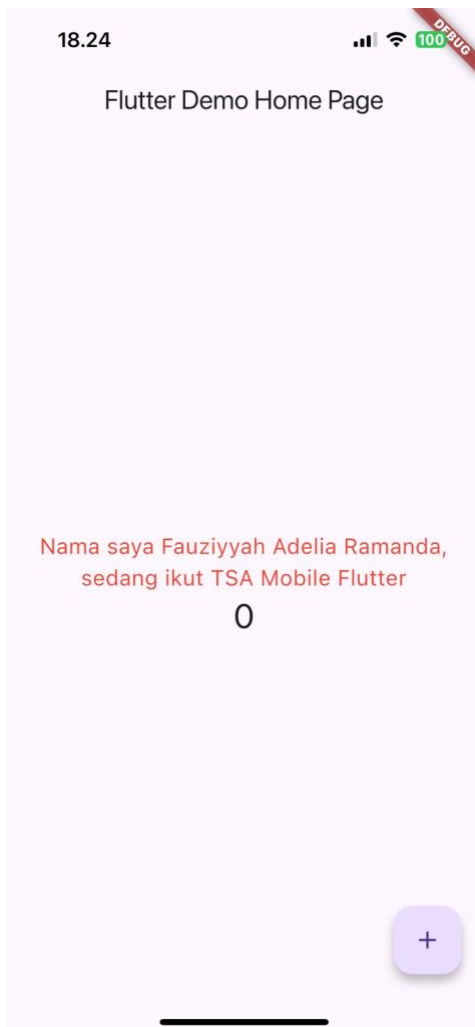 18.24
100
DEBUG
Flutter Demo Home Page
Nama saya Fauziyyah Adelia Ramanda,
sedang ikut TSA Mobile Flutter
0
+